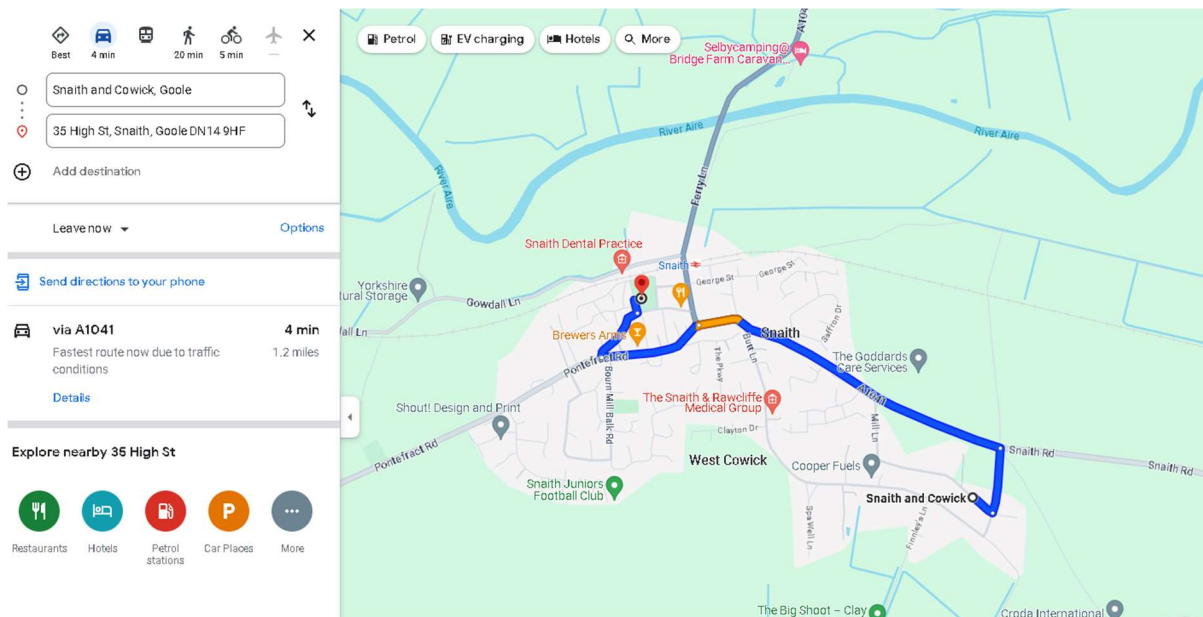 Best
4 min
20 min
5 min
—
Snaith and Cowick, Goole
35 High St, Snaith, Goole DN14 9HF
Add destination
Leave now
Options
Send directions to your phone
via A1041
4 min
Fastest route now due to traffic
1.2 miles
conditions
Details
Explore nearby 35 High St
P
Restaurants
Hotels
Petrol
stations
Car Places
More
Petrol
EV charging
Hotels
More
A104
Selbycamping@
Bridge Farm Caravan...
River Aire
River Aire
River Aire
Ferry Ln
Snaith Dental Practice
Snaith
George St
George St
Yorkshire
tural Storage
Gowdall Ln
Brewers Arms
Snaith
Saffron Dr
Pontefract Rd
Butt Ln
The Pkwy
The Goddards
Care Services
Bourn Mill Balk Rd
A1041
The Snaith & Rawcliffe
Medical Group
Shout! Design and Print
Clayton Dr
Mill Ln
Pontefract Rd
West Cowick
Cooper Fuels
Snaith Rd
Snaith Rd
Snaith Juniors
Football Club
Snaith and Cowick
Spa Well Ln
Finnley's Ln
The Big Shoot – Clay
Croda International